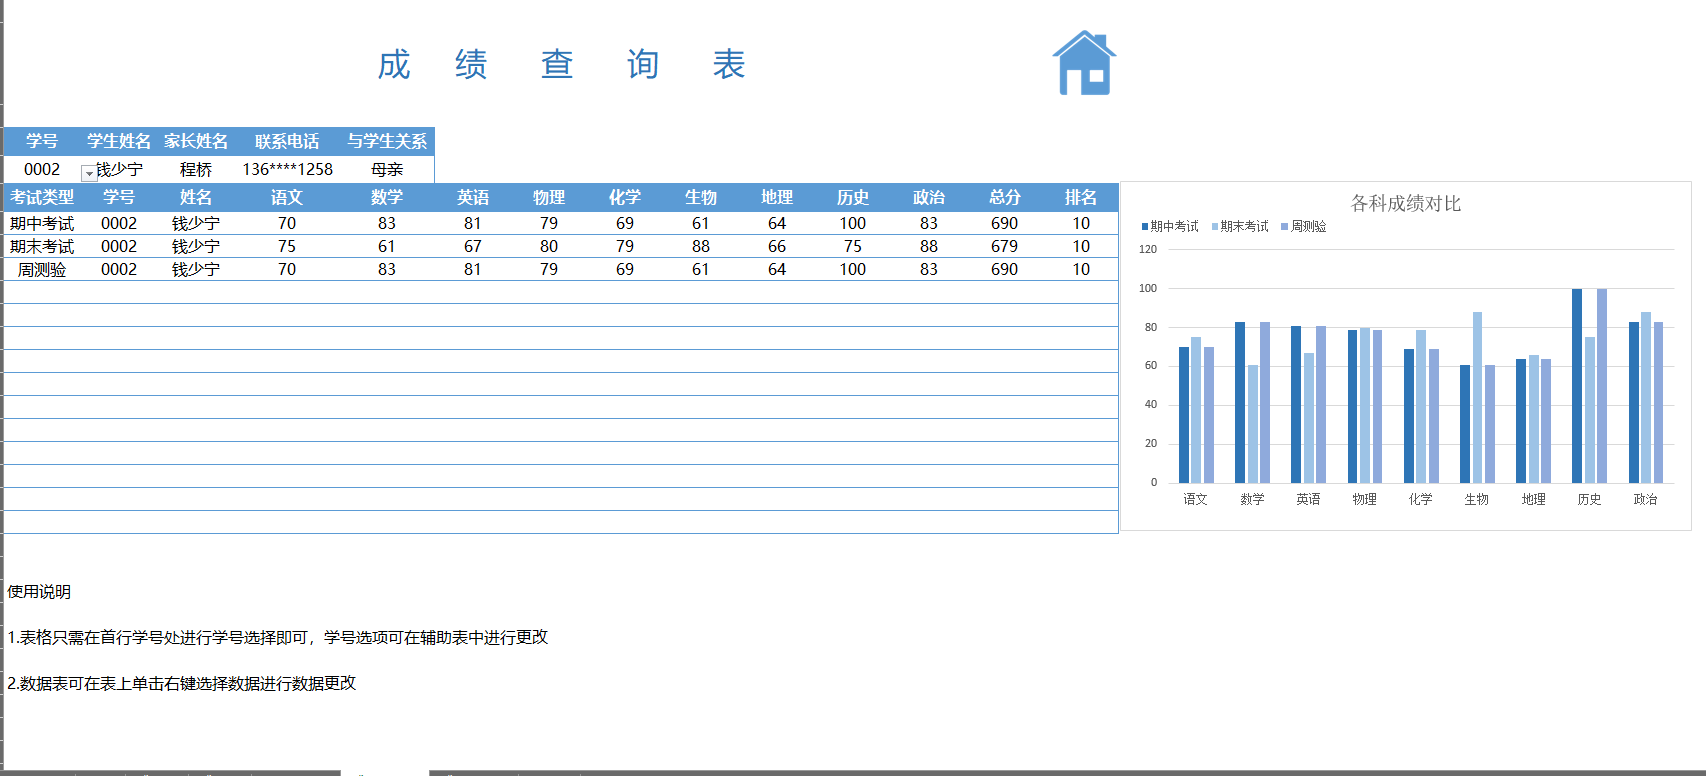 成 绩 查 询 表
学号 学生姓名 家长姓名 联系电话 与学生关系
0002 钱少宁 程桥 136****1258 母亲
考试类型 学号 姓名 语文 数学 英语 物理 化学 生物 地理 历史 政治 总分 排名
期中考试 0002 钱少宁 70 83 81 79 69 61 64 100 83 690 10
期末考试 0002 钱少宁 75 61 67 80 79 88 66 75 88 679 10
周测验 0002 钱少宁 70 83 81 79 69 61 64 100 83 690 10
各科成绩对比
期中考试 期末考试 周测验
120
100
80
60
40
20
0
语文 数学 英语 物理 化学 生物 地理 历史 政治
使用说明
1.表格只需在首行学号处进行学号选择即可，学号选项可在辅助表中进行更改
2.数据表可在表上单击右键选择数据进行数据更改